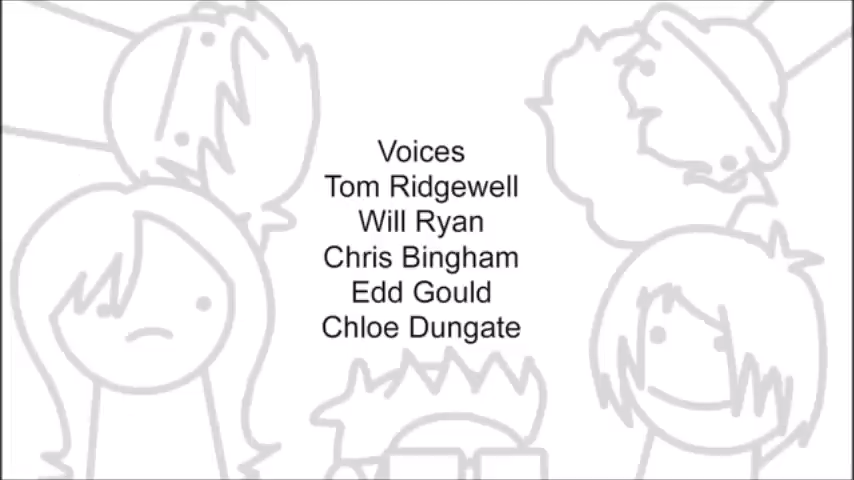 Voices
Tom Ridgewell
Will Ryan
Chris Bingham
Edd Gould
Chloe Dungate